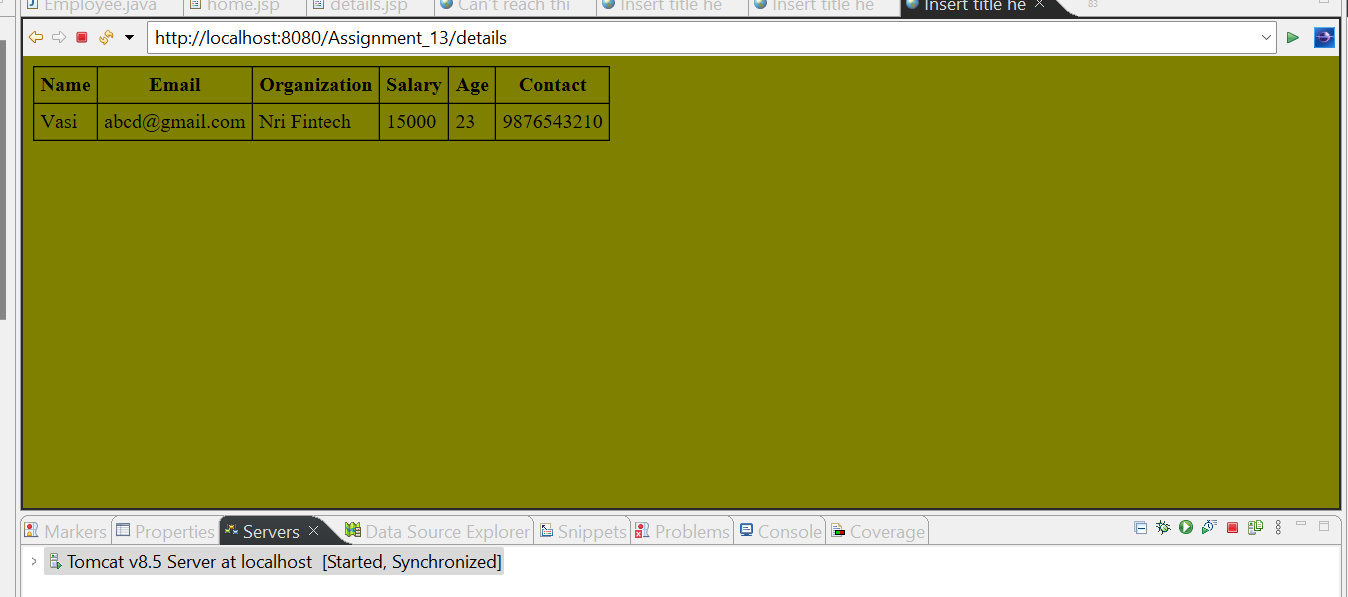 Employee.java home.jsp details.jsp Can't reach thi Insert title he Insert title he Insert title he 83
http://localhost:8080/Assignment_13/details
Name Email Organization Salary Age Contact
Vasi abcd@gmail.com Nri Fintech 15000 23 9876543210
Markers Properties Servers Data Source Explorer Snippets Problems Console Coverage
Tomcat v8.5 Server at localhost [Started, Synchronized]